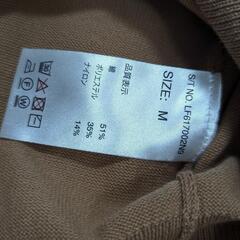 S/T NO. LF617002NG
SIZE: M
品質表示
綿 51%
ポリエステル 35%
ナイロン 14%